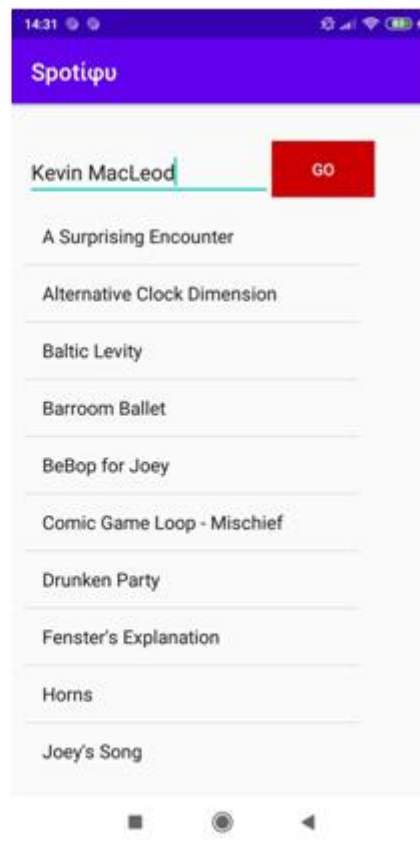 14:31
Spotίφυ
Kevin MacLeod
GO
A Surprising Encounter
Alternative Clock Dimension
Baltic Levity
Barroom Ballet
BeBop for Joey
Comic Game Loop - Mischief
Drunken Party
Fenster's Explanation
Horns
Joey's Song